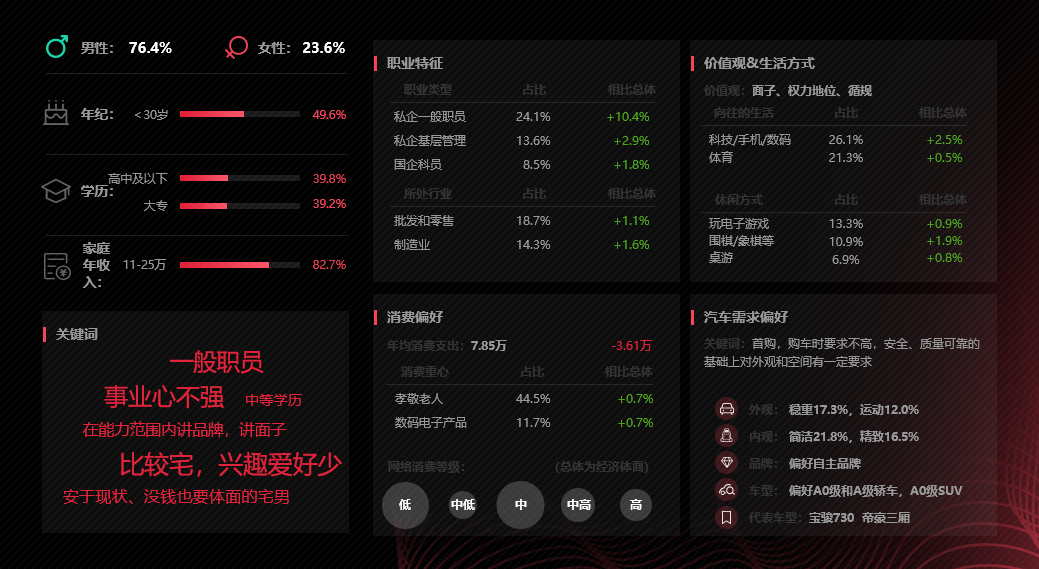 男性： 76.4%
女性： 23.6%
年纪： <30岁 49.6%
学历：
高中及以下 39.8%
大专 39.2%
家庭
年收
入：
11-25万 82.7%
关键词
一般职员
事业心不强 中等学历
在能力范围内讲品牌，讲面子
比较宅，兴趣爱好少
安于现状、没钱也要体面的宅男
职业特征
职业类型 占比 相比总体
私企一般职员 24.1% +10.4%
私企基层管理 13.6% +2.9%
国企科员 8.5% +1.8%
所处行业 占比 相比总体
批发和零售 18.7% +1.1%
制造业 14.3% +1.6%
价值观&生活方式
价值观：面子、权力地位、循规
向往的生活 占比 相比总体
科技/手机/数码 26.1% +2.5%
体育 21.3% +0.5%
休闲方式 占比 相比总体
玩电子游戏 13.3% +0.9%
围棋/象棋等 10.9% +1.9%
桌游 6.9% +0.8%
消费偏好
年均消费支出：7.85万 -3.61万
消费重心 占比 相比总体
孝敬老人 44.5% +0.7%
数码电子产品 11.7% +0.7%
网络消费等级： (总体为经济体面)
低 中低 中 中高 高
汽车需求偏好
关键词：首购，购车时要求不高，安全、质量可靠的
基础上对外观和空间有一定要求
外观： 稳重17.3%，运动12.0%
内观： 简洁21.8%，精致16.5%
品牌： 偏好自主品牌
车型： 偏好A0级和A级轿车，A0级SUV
代表车型：宝骏730 帝豪三厢